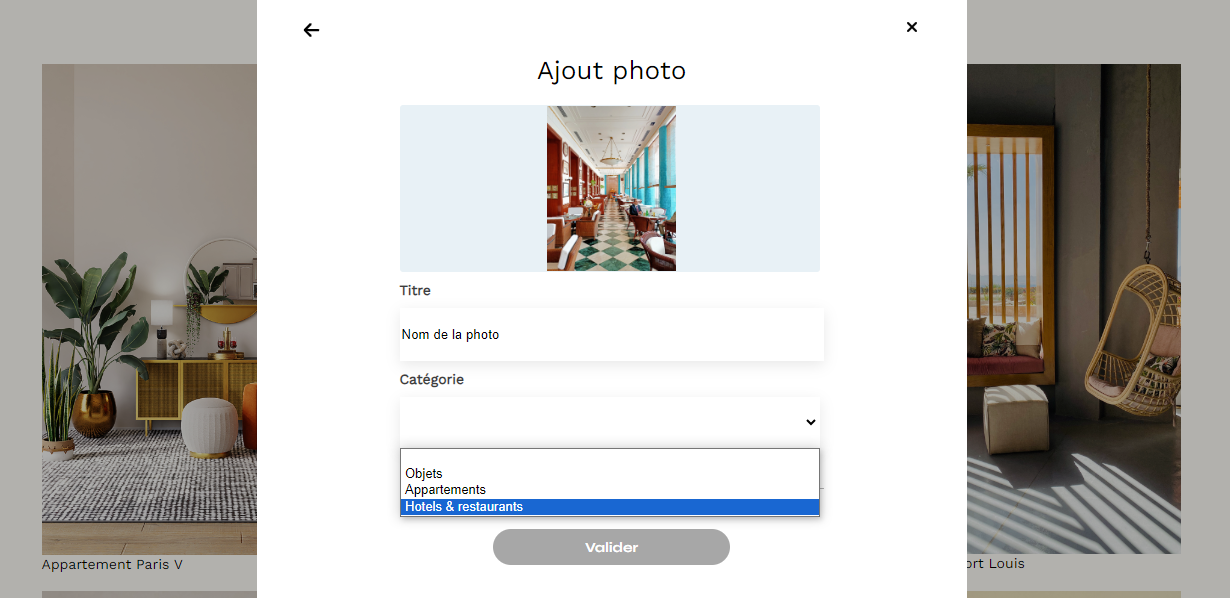 Ajout photo
Titre
Nom de la photo
Catégorie
Objets
Appartements
Hotels & restaurants
Valider
Appartement Paris V
ort Louis